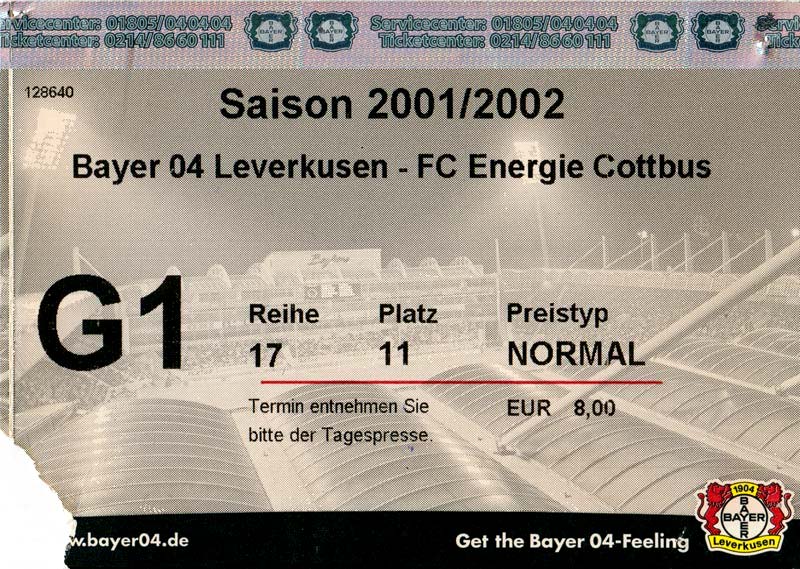 Servicecenter: 01805/040404 Servicecenter: 01805/040404
Ticketcenter: 0214/8660111 Ticketcenter: 0214/8660111
128640
Saison 2001/2002
Bayer 04 Leverkusen - FC Energie Cottbus
G1
Reihe Platz Preistyp
17 11 NORMAL
Termin entnehmen Sie EUR 8,00
bitte der Tagespresse.
w.bayer04.de
Get the Bayer 04-Feeling
1904
BAYER
Leverkusen